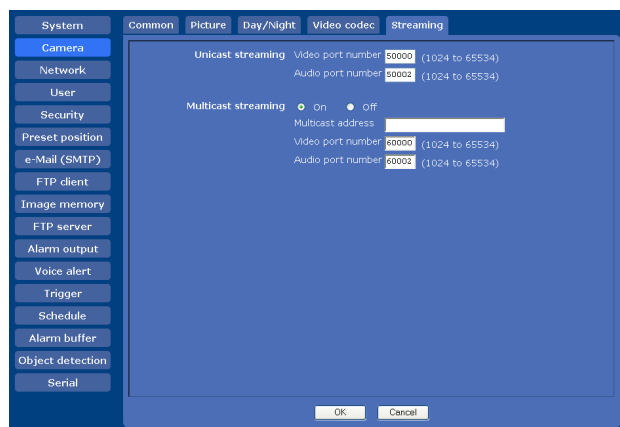 System
Camera
Network
User
Security
Preset position
e-Mail (SMTP)
FTP client
Image memory
FTP server
Alarm output
Voice alert
Trigger
Schedule
Alarm buffer
Object detection
Serial
Common Picture Day/Night Video codec Streaming
Unicast streaming Video port number 50000 (1024 to 65534)
Audio port number 50002 (1024 to 65534)
Multicast streaming On Off
Multicast address
Video port number 60000 (1024 to 65534)
Audio port number 60002 (1024 to 65534)
OK Cancel